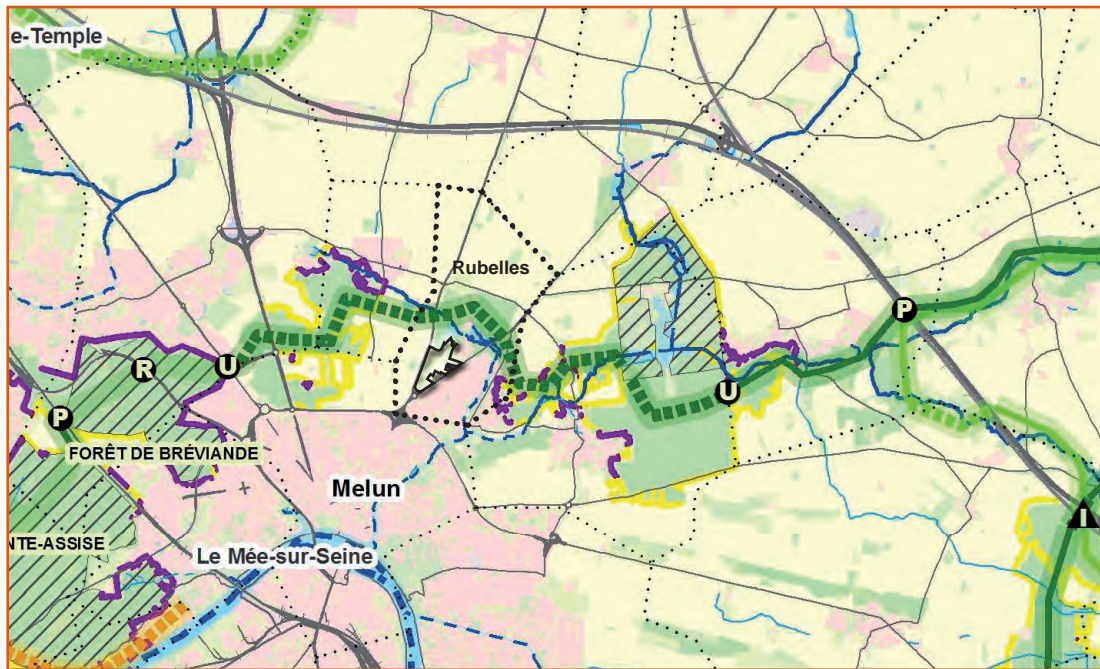 e-Temple
Rubelles
P
U
R
U
P
FORÊT DE BRÉVIANDE
Melun
I
NTE-ASSISE
Le Mée-sur-Seine